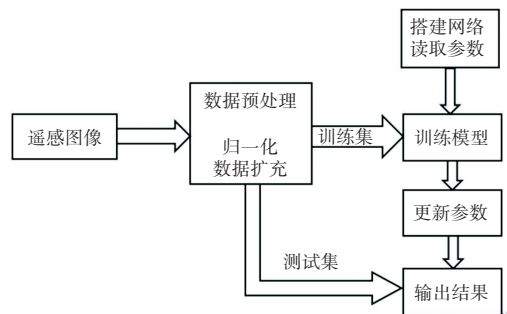 搭建网络
读取参数
数据预处理
遥感图像
归一化
数据扩充
训练集
训练模型
更新参数
测试集
输出结果